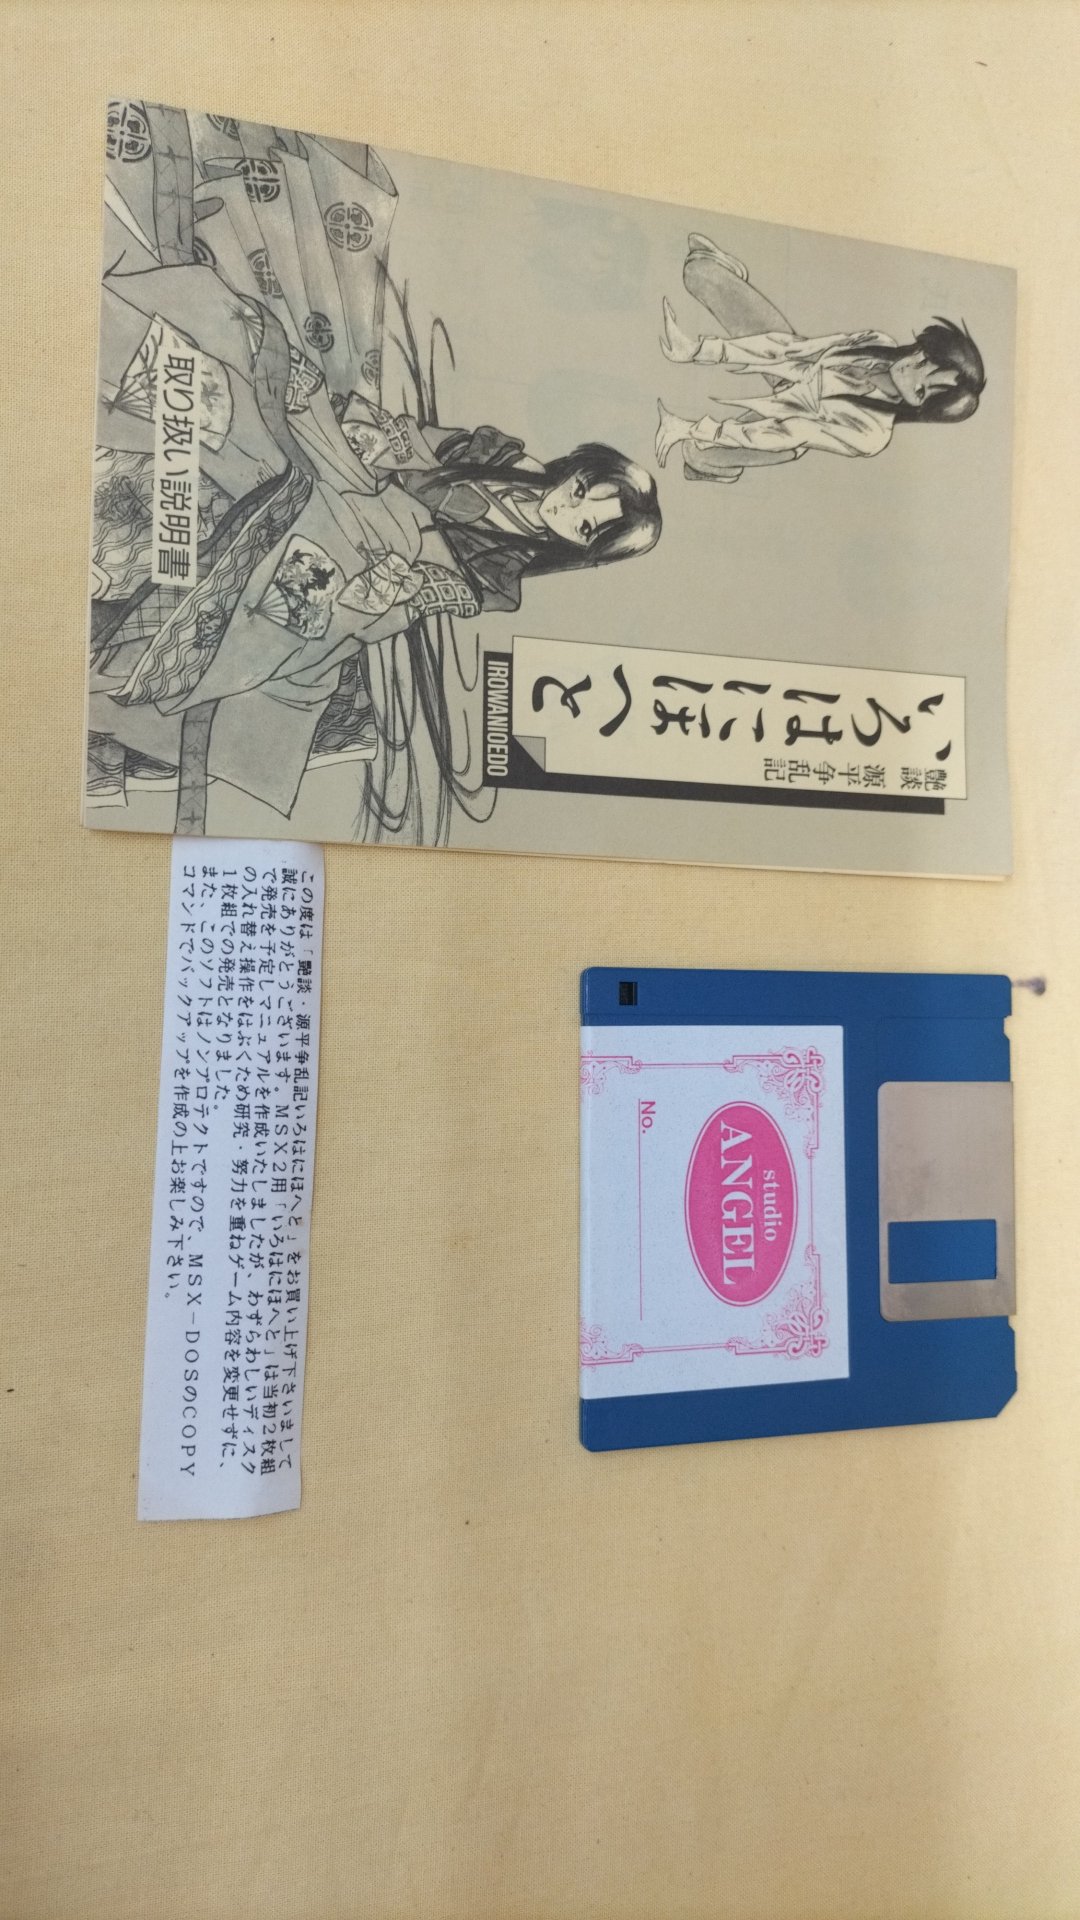 艶談
源平争乱記
いろはにほへと
IROWANIOEDO
取り扱い説明書
この度は「艶談・源平争乱記いろはにほへと」をお買い上げ下さいまして
誠にありがとうございます。MSX2用「いろはにほへと」は当初2枚組
で発売を予定しマニュアルを作成いたしましたが、わずらわしいディスク
の入れ替え操作をはぶくため研究・努力を重ねゲーム内容を変更せずに、
1枚組での発売となりました。
また、このソフトはノンプロテクトですので、MSX-DOSのCOPY
コマンドでバックアップを作成の上お楽しみ下さい。
studio
ANGEL
No.